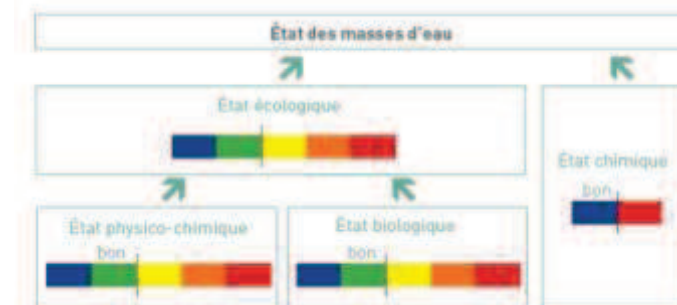 État des masses d'eau
État écologique
État chimique
bon
État physico-chimique
bon
État biologique
bon